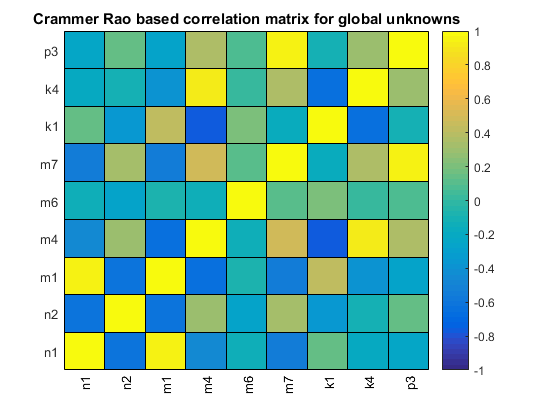 Crammer Rao based correlation matrix for global unknowns
p3
k4
k1
m7
m6
m4
m1
n2
n1
n1 n2 m1 m4 m6 m7 k1 k4 p3
1
0.8
0.6
0.4
0.2
0
-0.2
-0.4
-0.6
-0.8
-1